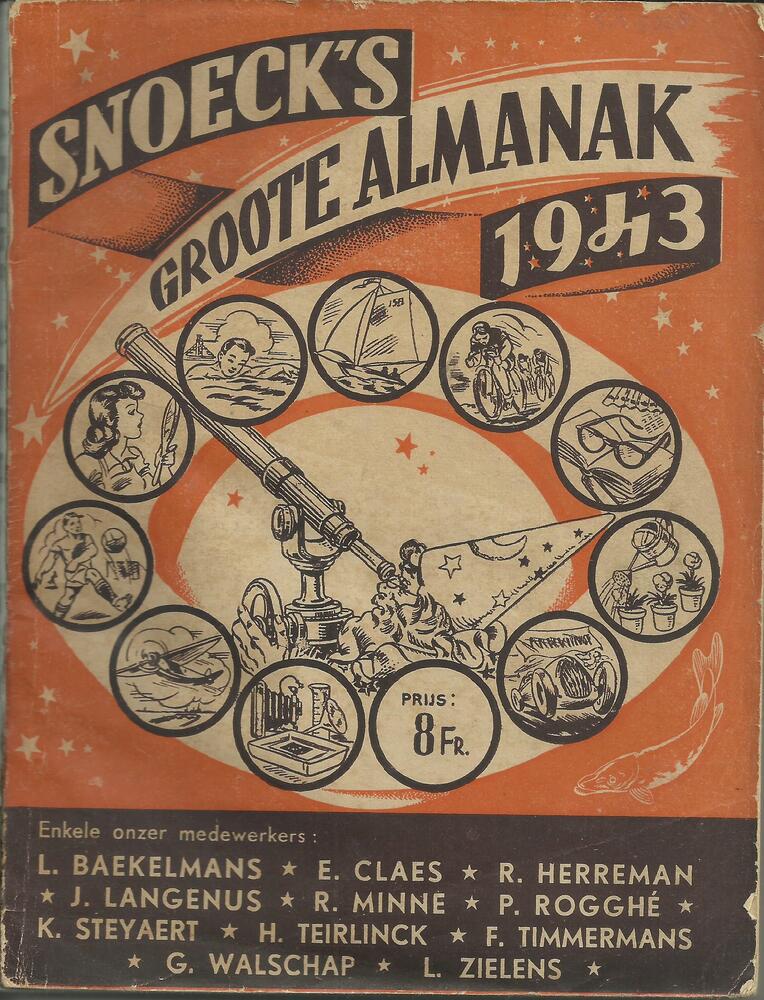 SNOECK'S
GROOTE ALMANAK
1943
158
PRIJS:
8 FR.
Enkele onzer medewerkers:
L. BAEKELMANS ★ E. CLAES ★ R. HERREMAN
★ J. LANGENUS ★ R. MINNE ★ P. ROGGHÉ ★
K. STEYAERT ★ H. TEIRLINCK ★ F. TIMMERMANS
★ G. WALSCHAP ★ L. ZIELENS ★